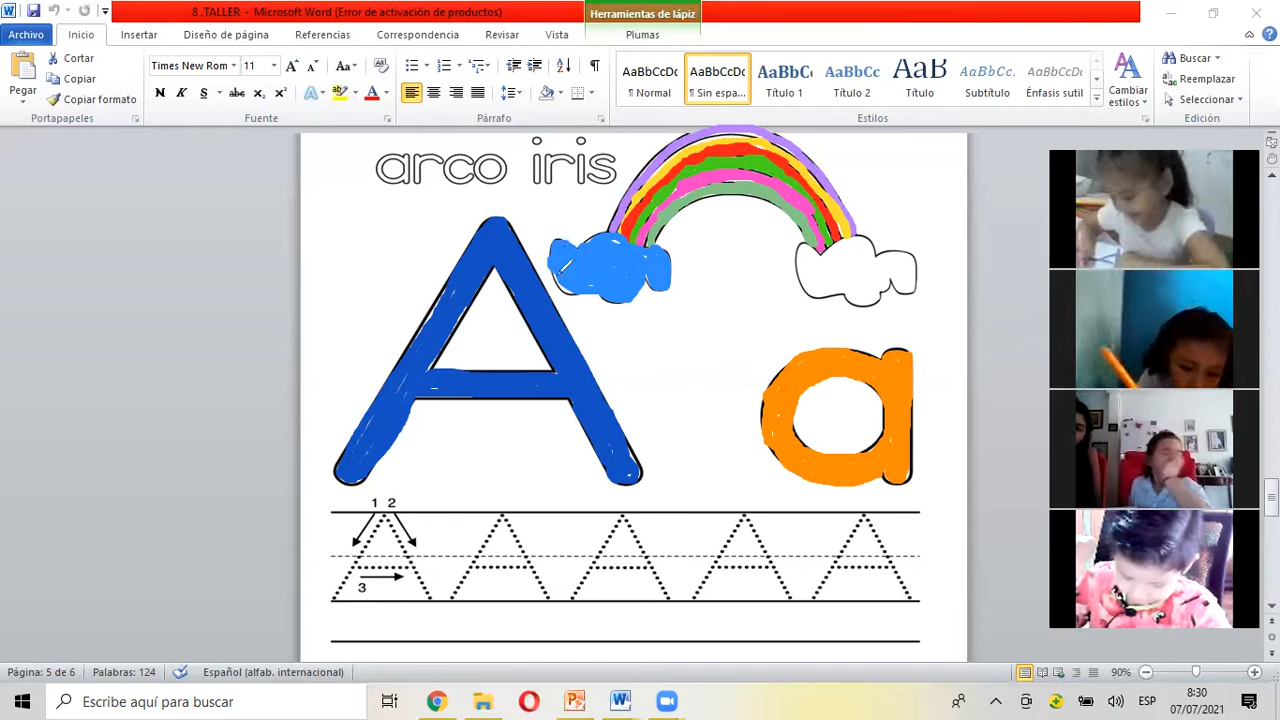 8 .TALLER - Microsoft Word (Error de activación de productos)
Herramientas de lápiz
Archivo Inicio Insertar Diseño de página Referencias Correspondencia Revisar Vista Plumas
Pegar
Cortar
Copiar
Copiar formato
Portapapeles
Times New Rom 11
N K S abc x₂ x²
Fuente
Párrafo
AaBbCcDc AaBbCcDc AaBbC AaBbCc AaB AaBbCcL AaBbCcDc
¶ Normal ¶ Sin espa... Título 1 Título 2 Título Subtítulo Énfasis sutil
Cambiar
estilos
Estilos
Buscar
Reemplazar
Seleccionar
Edición
arco iris
A a
1 2
3
A A A A A
Página: 5 de 6 Palabras: 124 Español (alfab. internacional) 90%
Escribe aquí para buscar
ESP
8:30
07/07/2021